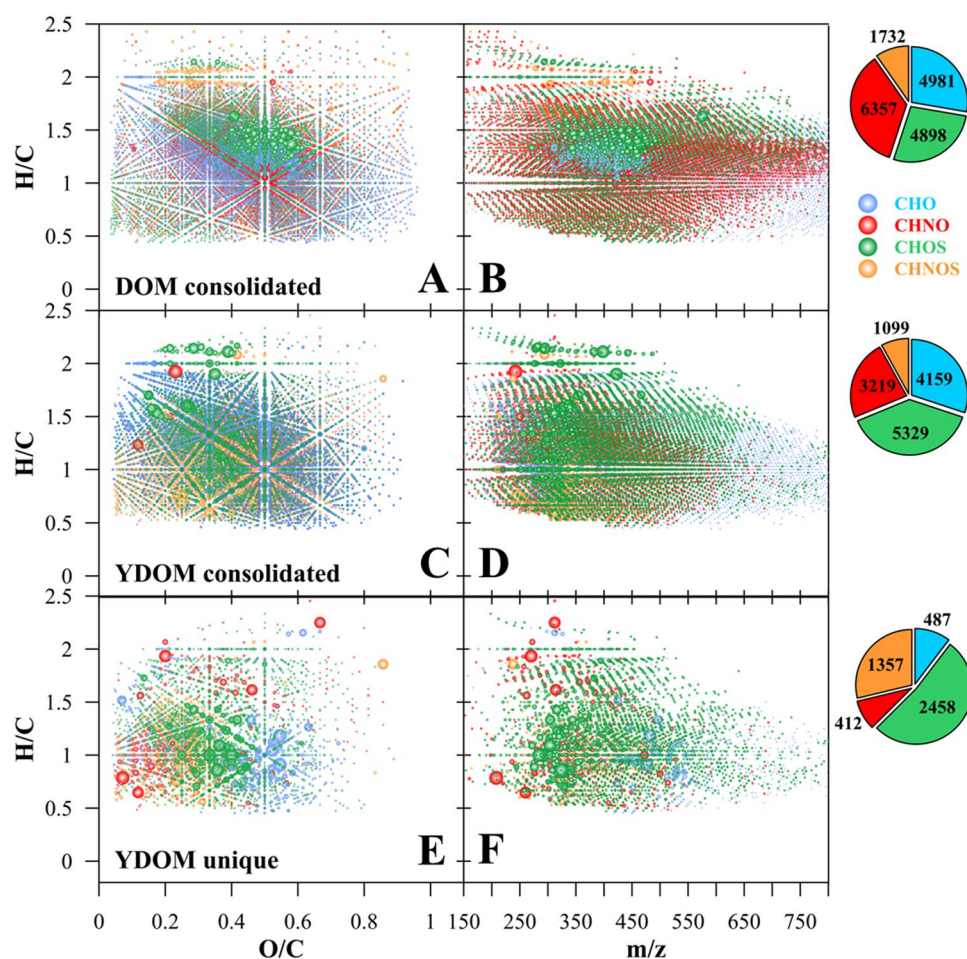 2.5
2
1.5
1
0.5
0
H/C
DOM consolidated
A
B
1732
4981
6357
4898
CHO
CHNO
CHOS
CHNOS
2.5
2
1.5
1
0.5
0
H/C
YDOM consolidated
C
D
1099
4159
3219
5329
2.5
2
1.5
1
0.5
0
H/C
YDOM unique
E
F
487
1357
412
2458
0 0.2 0.4 0.6 0.8 1 150 250 350 450 550 650 750
O/C m/z